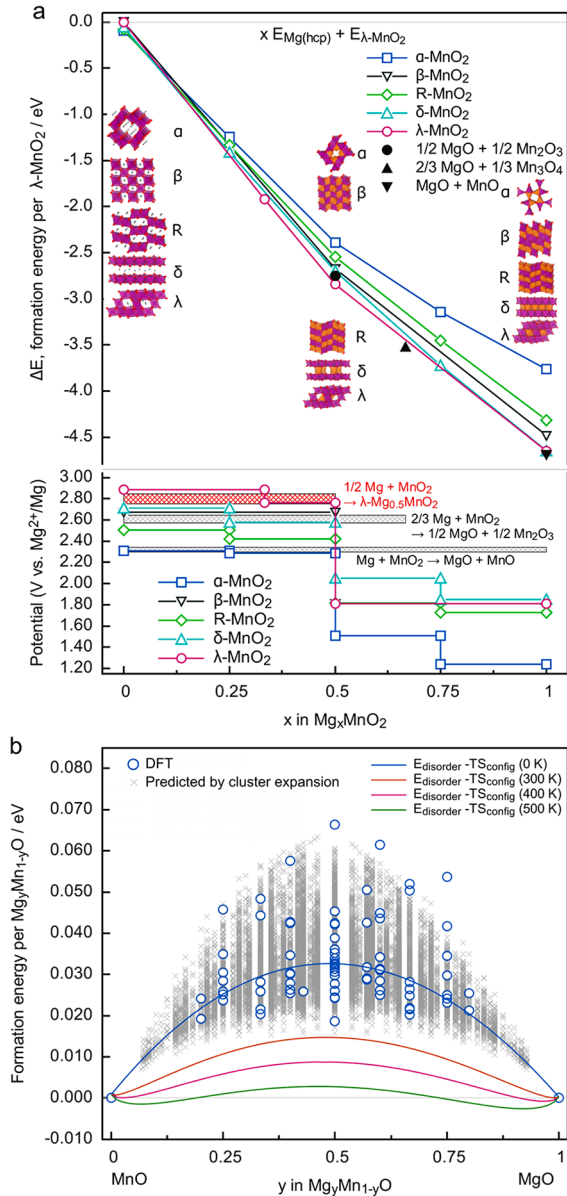 a
0.0
-0.5
-1.0
-1.5
-2.0
-2.5
-3.0
-3.5
-4.0
-4.5
ΔE, formation energy per λ-MnO₂ / eV
x E_Mg(hcp) + E_λ-MnO₂
α-MnO₂
β-MnO₂
R-MnO₂
δ-MnO₂
λ-MnO₂
1/2 MgO + 1/2 Mn₂O₃
2/3 MgO + 1/3 Mn₃O₄
MgO + MnO
α
β
R
δ
λ
α
β
R
δ
λ
α
β
R
δ
λ
3.00
2.80
2.60
2.40
2.20
2.00
1.80
1.60
1.40
1.20
Potential (V vs. Mg²⁺/Mg)
1/2 Mg + MnO₂
→ λ-Mg₀.₅MnO₂
2/3 Mg + MnO₂
→ 1/2 MgO + 1/2 Mn₂O₃
Mg + MnO₂ → MgO + MnO
α-MnO₂
β-MnO₂
R-MnO₂
δ-MnO₂
λ-MnO₂
0 0.25 0.5 0.75 1
x in MgₓMnO₂
b
0.080
0.070
0.060
0.050
0.040
0.030
0.020
0.010
0.000
-0.010
Formation energy per Mg_yMn_1-yO / eV
DFT
Predicted by cluster expansion
E_disorder -TS_config (0 K)
E_disorder -TS_config (300 K)
E_disorder -TS_config (400 K)
E_disorder -TS_config (500 K)
0 0.25 0.5 0.75 1
MnO y in Mg_yMn_1-yO MgO